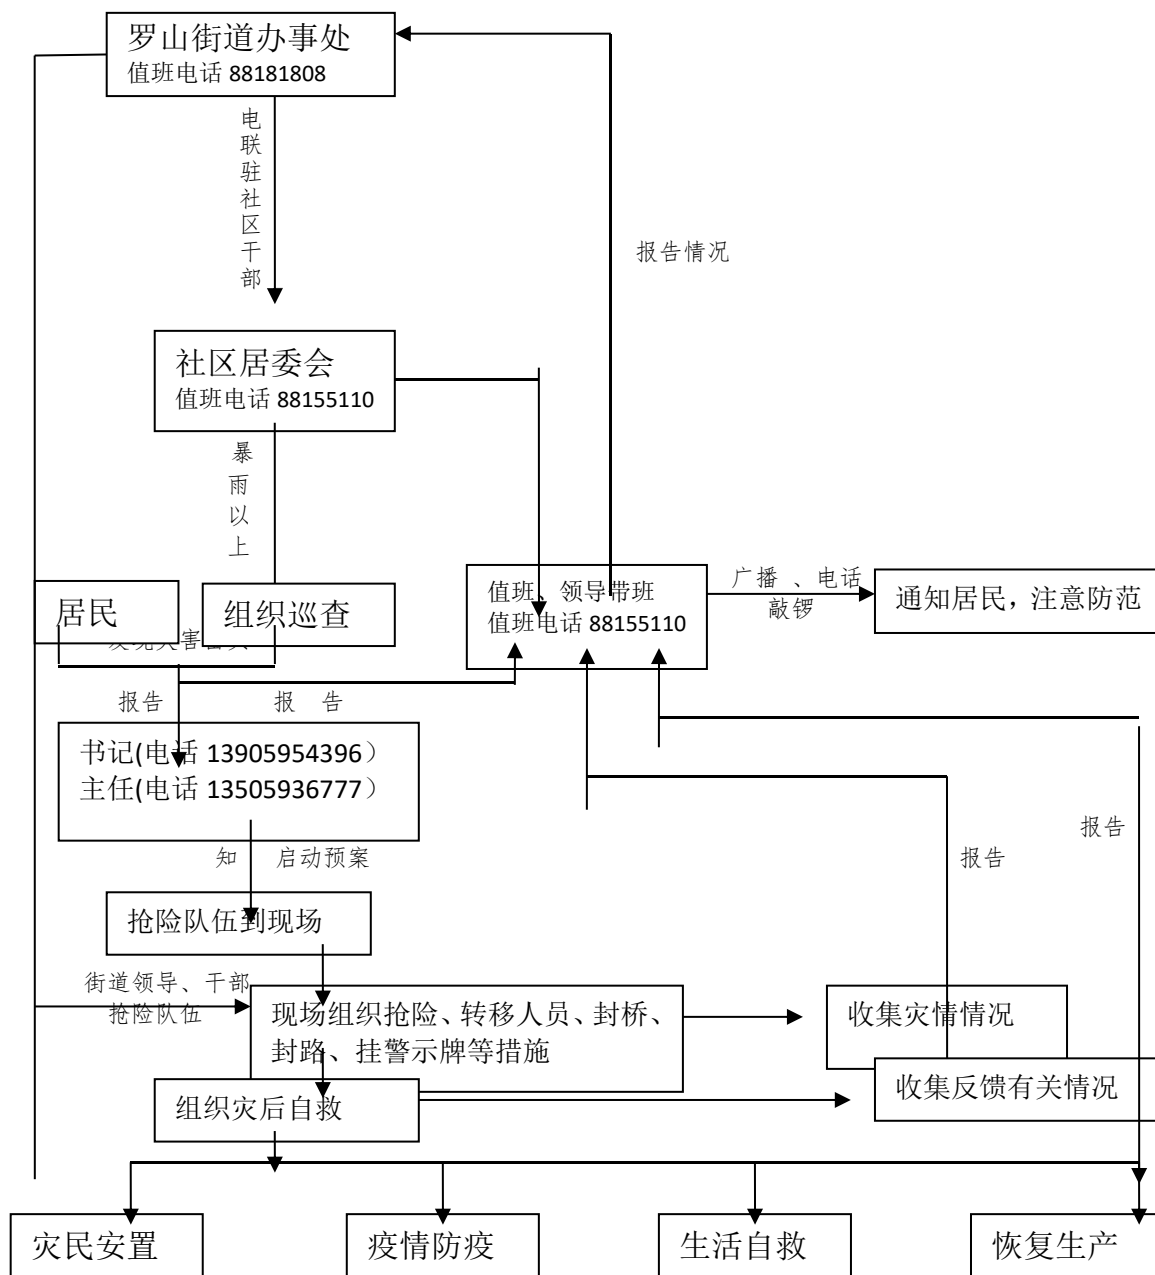 罗山街道办事处
值班电话 88181808
电联驻社区干部
报告情况
社区居委会
值班电话 88155110
暴雨以上
居民
组织巡查
值班、领导带班
值班电话 88155110
广播 、电话
敲锣
通知居民,注意防范
报告
报 告
书记(电话 13905954396）
主任(电话 13505936777）
知 启动预案
报告
报告
抢险队伍到现场
街道领导、干部
抢险队伍
现场组织抢险、转移人员、封桥、
封路、挂警示牌等措施
收集灾情情况
收集反馈有关情况
组织灾后自救
灾民安置
疫情防疫
生活自救
恢复生产